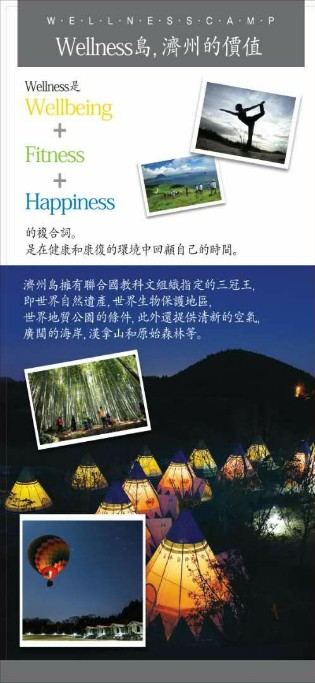 W·E·L·L·N·E·S·S·C·A·M·P
Wellness島, 濟州的價值
Wellness是
Wellbeing
+
Fitness
+
Happiness
的複合詞。
是在健康和康復的環境中回顧自己的時間。
濟州島擁有聯合國教科文組織指定的三冠王,
即世界自然遺產, 世界生物保護地區,
世界地質公園的條件, 此外還提供清新的空氣,
廣闊的海岸, 漢拿山和原始森林等。